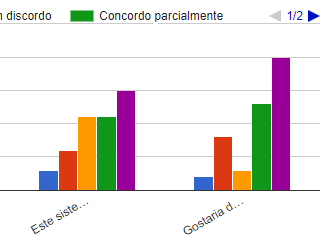 n discordo
Concordo parcialmente
1/2
Este siste…
Gostaria d…